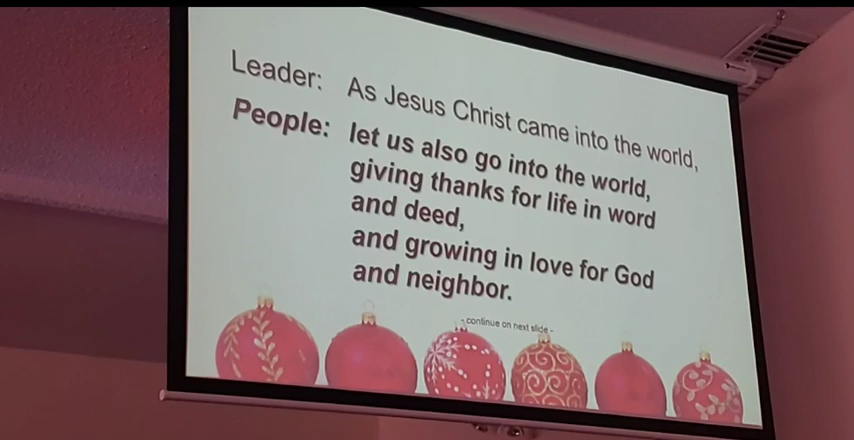 Leader: As Jesus Christ came into the world,
People: let us also go into the world,
giving thanks for life in word
and deed,
and growing in love for God
and neighbor.
- continue on next slide -